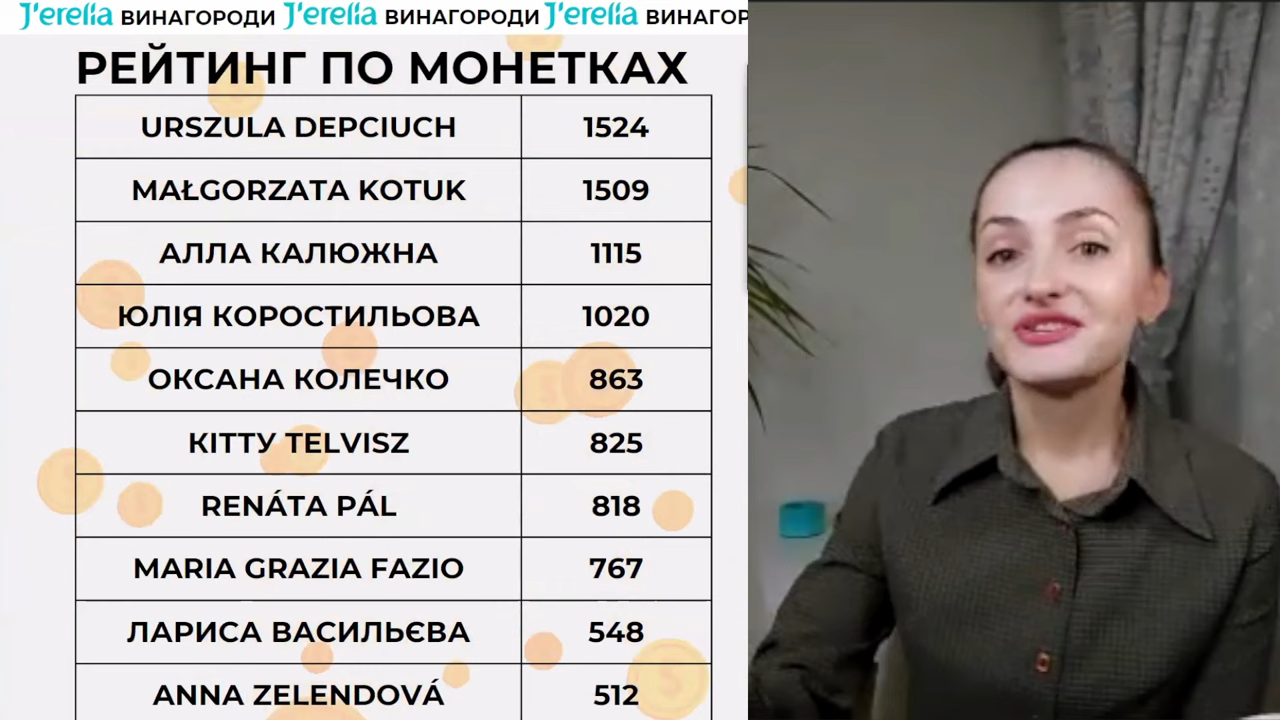 J'erelia ВИНАГОРОДИ J'erelia ВИНАГОРОДИ J'erelia ВИНАГОР
РЕЙТИНГ ПО МОНЕТКАХ
URSZULA DEPCIUCH 1524
MAŁGORZATA KOTUK 1509
АЛЛА КАЛЮЖНА 1115
ЮЛІЯ КОРОСТИЛЬОВА 1020
ОКСАНА КОЛЕЧКО 863
KITTY TELVISZ 825
RENÁTA PÁL 818
MARIA GRAZIA FAZIO 767
ЛАРИСА ВАСИЛЬЄВА 548
ANNA ZELENDOVÁ 512